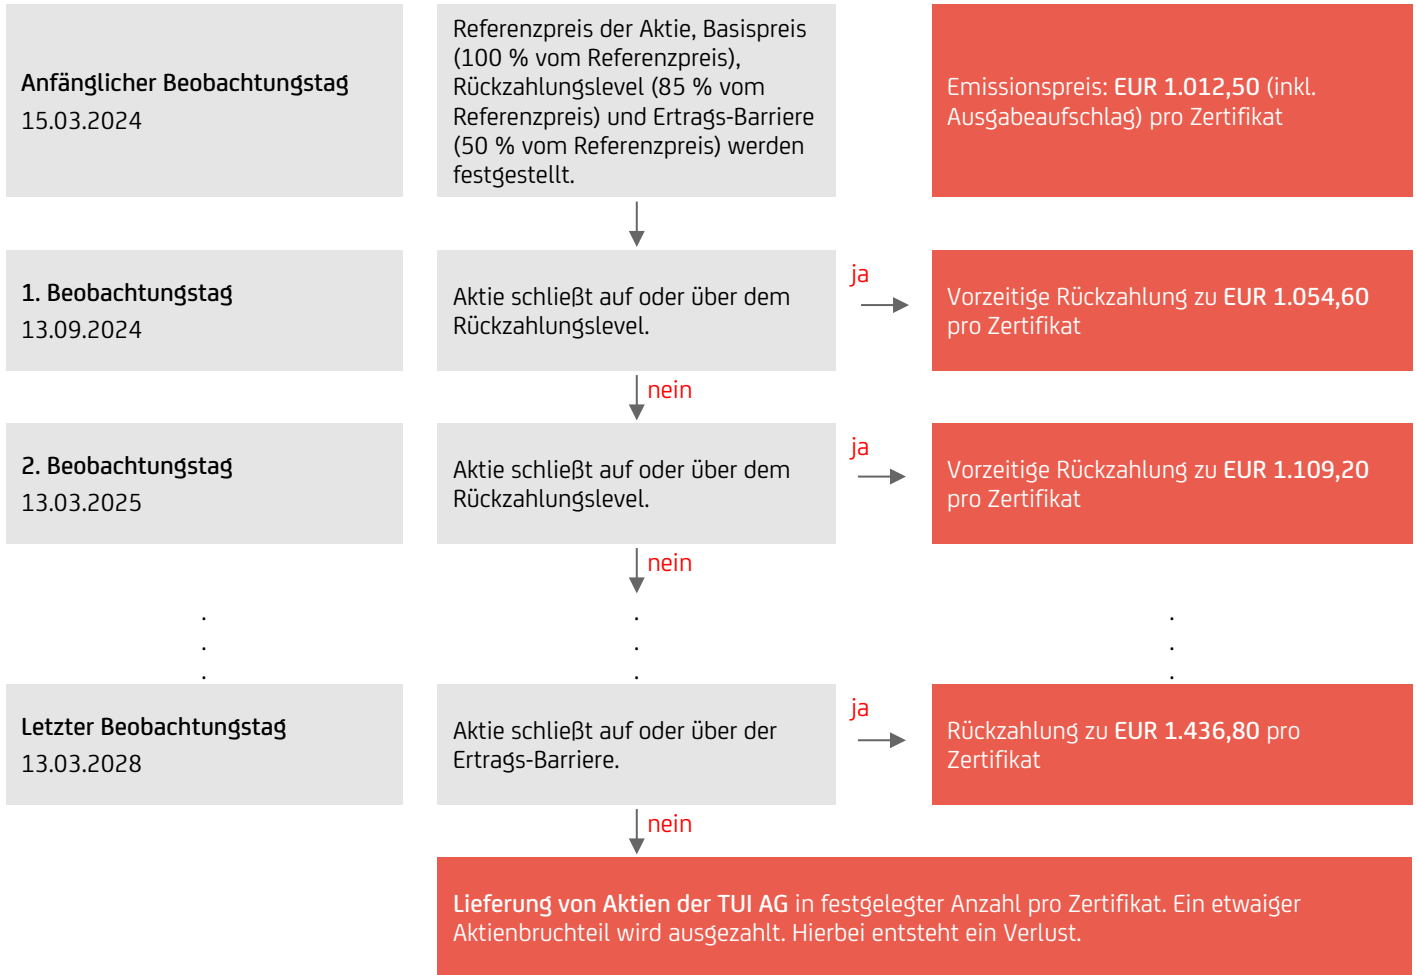 Anfänglicher Beobachtungstag
15.03.2024
Referenzpreis der Aktie, Basispreis
(100 % vom Referenzpreis),
Rückzahlungslevel (85 % vom
Referenzpreis) und Ertrags-Barriere
(50 % vom Referenzpreis) werden
festgestellt.
Emissionspreis: EUR 1.012,50 (inkl.
Ausgabeaufschlag) pro Zertifikat
1. Beobachtungstag
13.09.2024
Aktie schließt auf oder über dem
Rückzahlungslevel.
ja
Vorzeitige Rückzahlung zu EUR 1.054,60
pro Zertifikat
nein
2. Beobachtungstag
13.03.2025
Aktie schließt auf oder über dem
Rückzahlungslevel.
ja
Vorzeitige Rückzahlung zu EUR 1.109,20
pro Zertifikat
nein
. . .
. . .
. . .
Letzter Beobachtungstag
13.03.2028
Aktie schließt auf oder über der
Ertrags-Barriere.
ja
Rückzahlung zu EUR 1.436,80 pro
Zertifikat
nein
Lieferung von Aktien der TUI AG in festgelegter Anzahl pro Zertifikat. Ein etwaiger
Aktienbruchteil wird ausgezahlt. Hierbei entsteht ein Verlust.